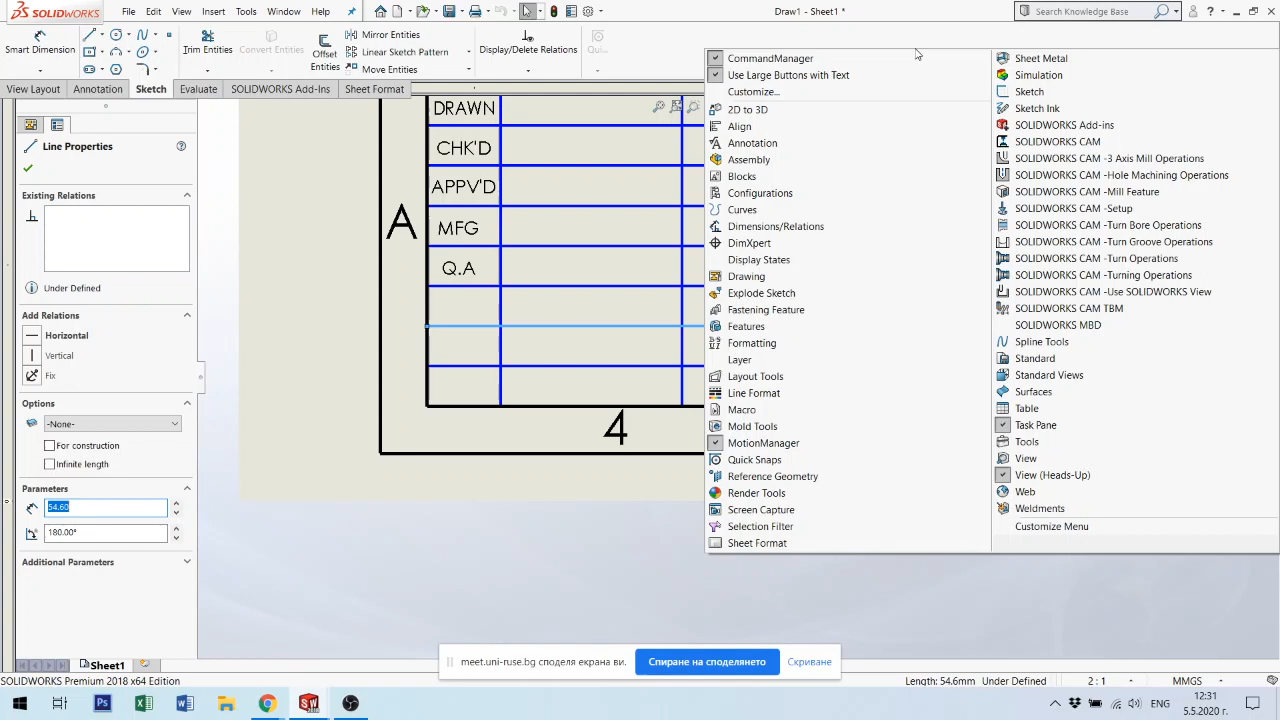 SOLIDWORKS
File Edit View Insert Tools Window Help
Draw1 - Sheet1 *
Search Knowledge Base
Smart Dimension
Trim Entities
Convert Entities
Offset Entities
Mirror Entities
Linear Sketch Pattern
Move Entities
Display/Delete Relations
Qui...
View Layout
Annotation
Sketch
Evaluate
SOLIDWORKS Add-Ins
Sheet Format
Line Properties
Existing Relations
Under Defined
Add Relations
Horizontal
Vertical
Fix
Options
-None-
For construction
Infinite length
Parameters
54.60
180.00°
Additional Parameters
DRAWN
CHK'D
APPV'D
MFG
Q.A
A
4
CommandManager
Use Large Buttons with Text
Customize...
2D to 3D
Align
Annotation
Assembly
Blocks
Configurations
Curves
Dimensions/Relations
DimXpert
Display States
Drawing
Explode Sketch
Fastening Feature
Features
Formatting
Layer
Layout Tools
Line Format
Macro
Mold Tools
MotionManager
Quick Snaps
Reference Geometry
Render Tools
Screen Capture
Selection Filter
Sheet Format
Sheet Metal
Simulation
Sketch
Sketch Ink
SOLIDWORKS Add-ins
SOLIDWORKS CAM
SOLIDWORKS CAM -3 Axis Mill Operations
SOLIDWORKS CAM -Hole Machining Operations
SOLIDWORKS CAM -Mill Feature
SOLIDWORKS CAM -Setup
SOLIDWORKS CAM -Turn Bore Operations
SOLIDWORKS CAM -Turn Groove Operations
SOLIDWORKS CAM -Turn Operations
SOLIDWORKS CAM -Turning Operations
SOLIDWORKS CAM -Use SOLIDWORKS View
SOLIDWORKS CAM TBM
SOLIDWORKS MBD
Spline Tools
Standard
Standard Views
Surfaces
Table
Task Pane
Tools
View
View (Heads-Up)
Web
Weldments
Customize Menu
meet.uni-ruse.bg споделя екрана ви.
Спиране на споделянето
Скриване
Sheet1
SOLIDWORKS Premium 2018 x64 Edition
Length: 54.6mm Under Defined
2 : 1
MMGS
ENG
12:31
5.5.2020 г.